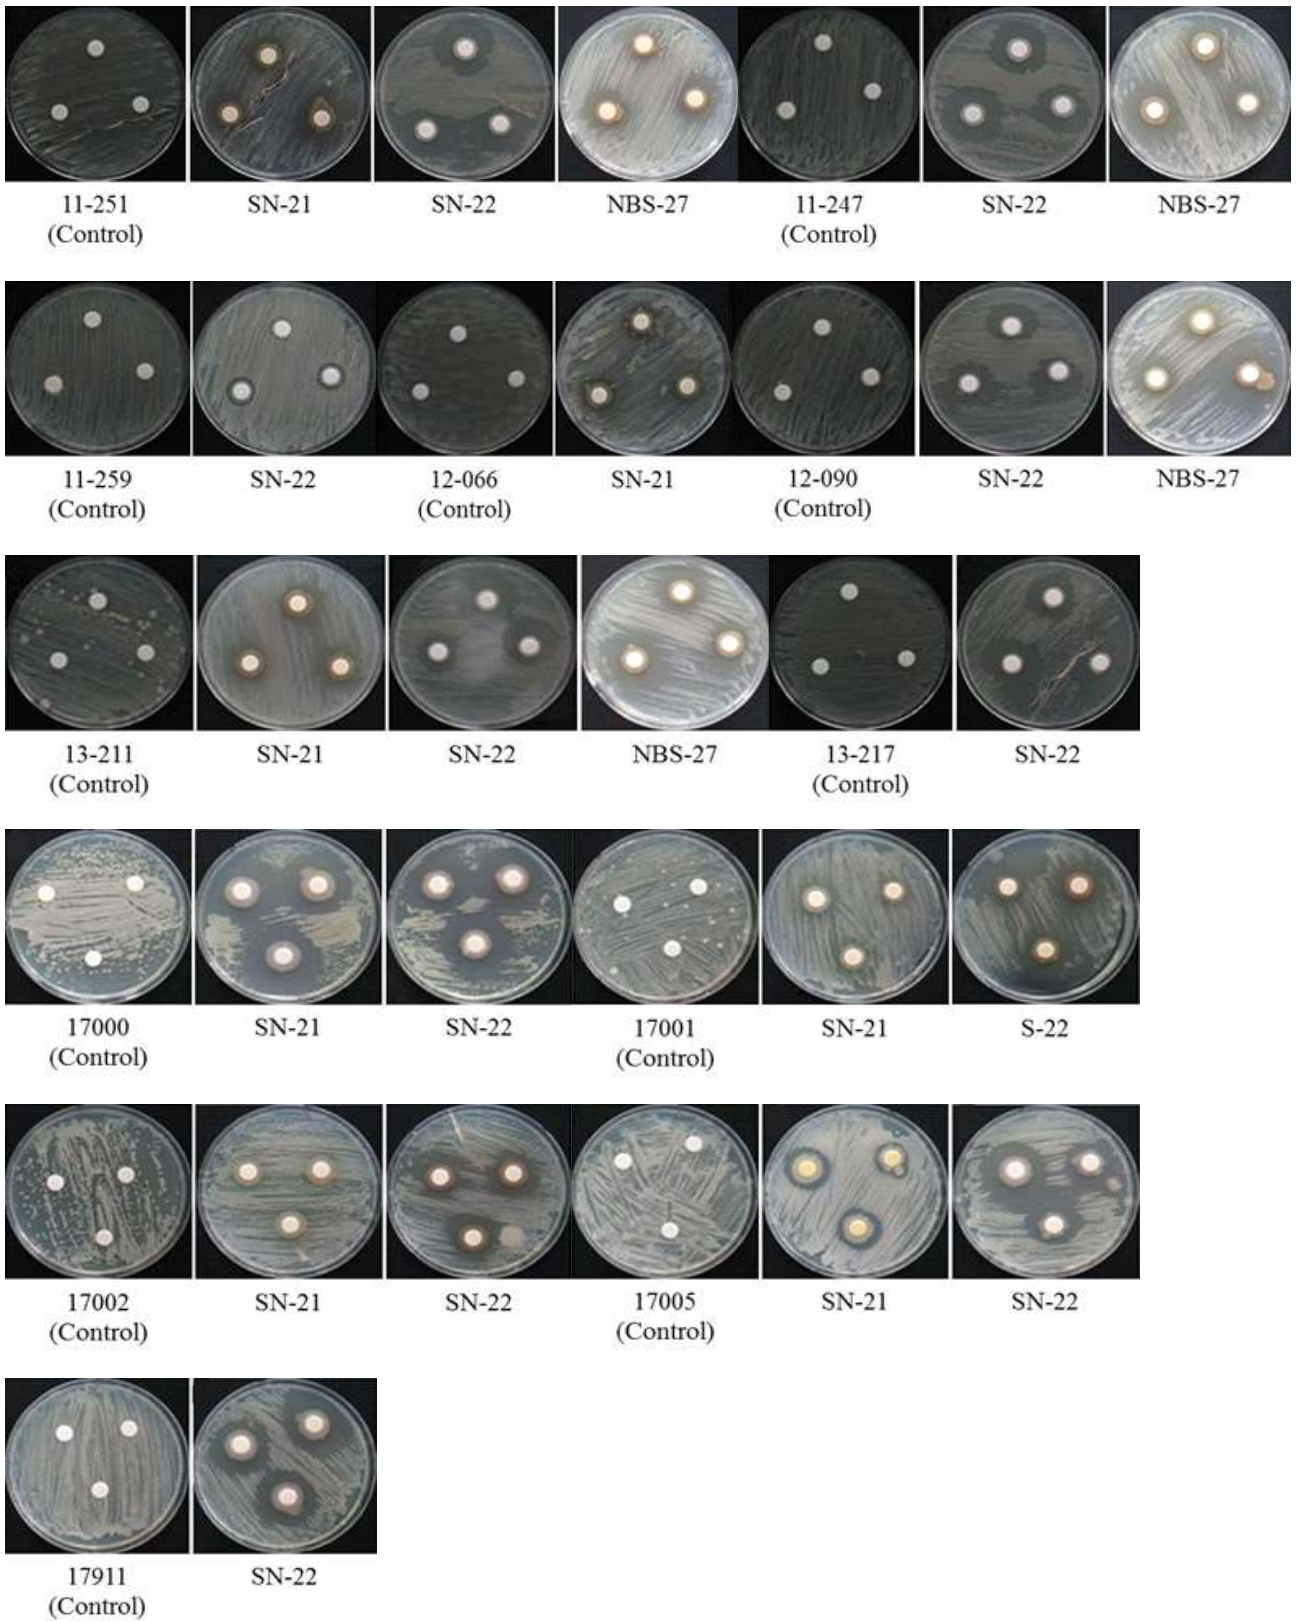 11-251 SN-21 SN-22 NBS-27 11-247 SN-22 NBS-27
(Control) (Control)
11-259 SN-22 12-066 SN-21 12-090 SN-22 NBS-27
(Control) (Control) (Control)
13-211 SN-21 SN-22 NBS-27 13-217 SN-22
(Control) (Control)
17000 SN-21 SN-22 17001 SN-21 S-22
(Control) (Control)
17002 SN-21 SN-22 17005 SN-21 SN-22
(Control) (Control)
17911 SN-22
(Control)